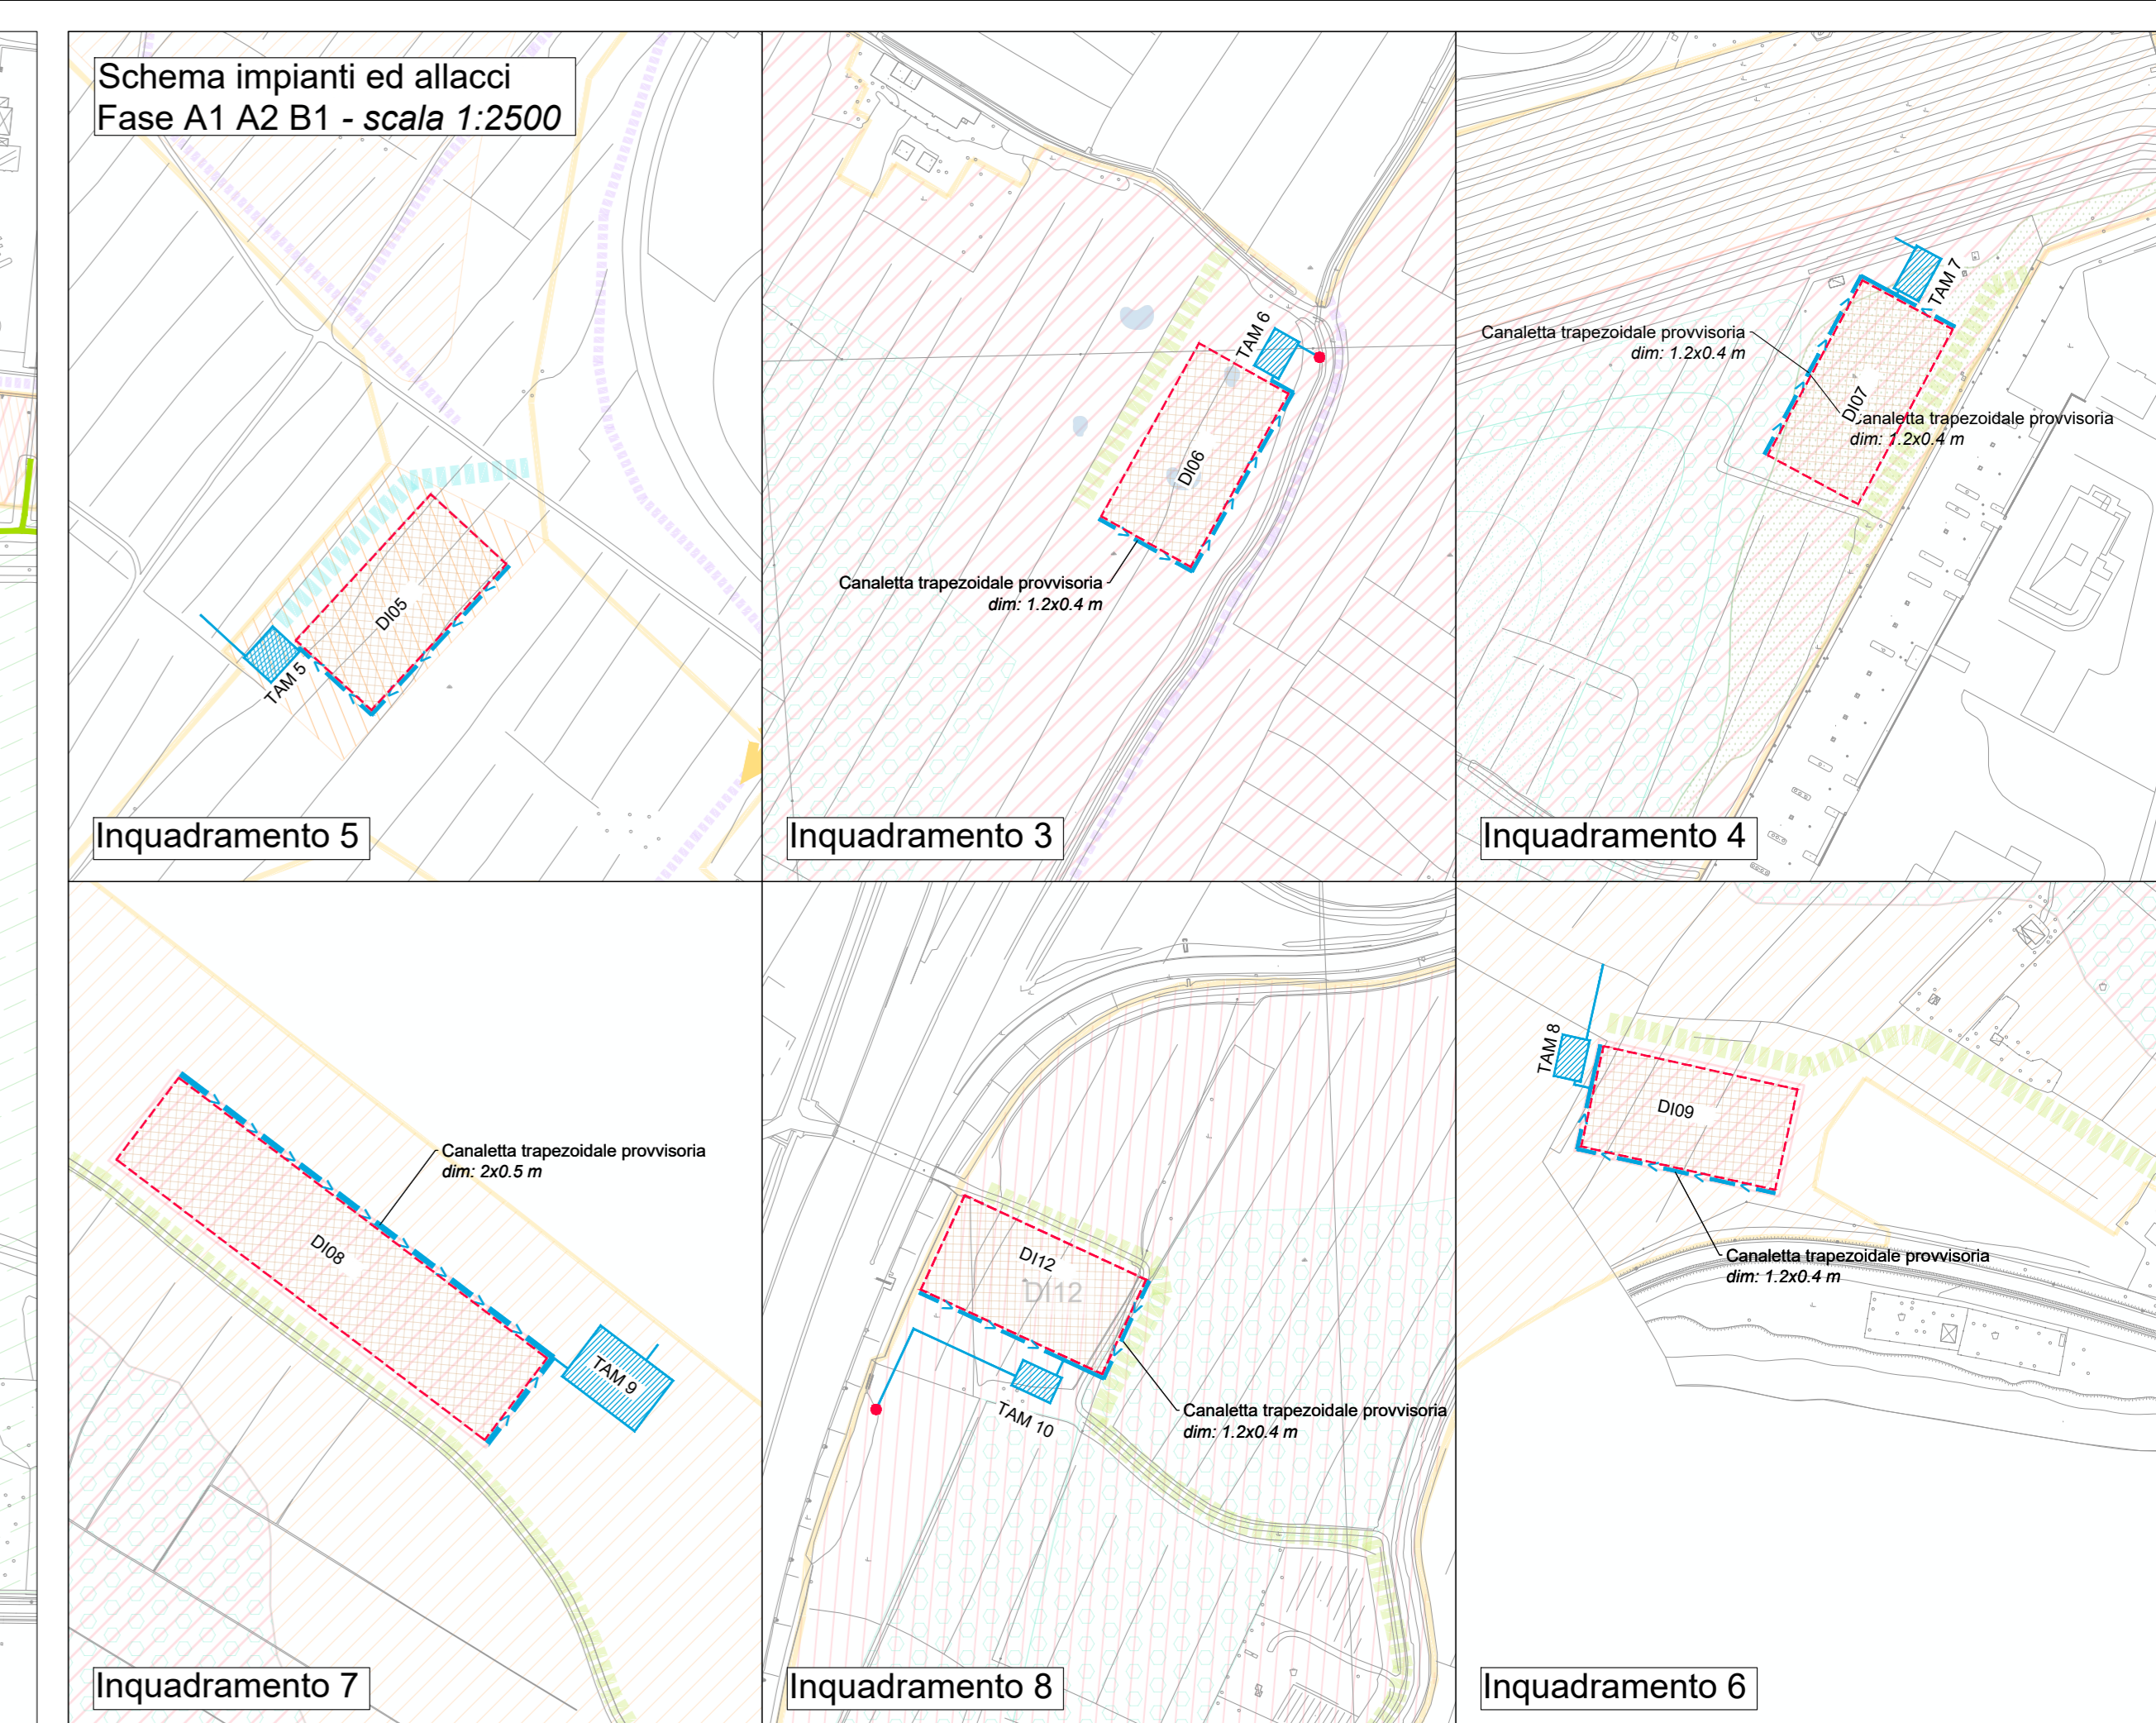 Schema impianti ed allacci
Fase A1 A2 B1 - scala 1:2500
DI05
TAM 5
Inquadramento 5
TAM 6
DI06
Canaletta trapezoidale provvisoria
dim: 1.2x0.4 m
Inquadramento 3
TAM 7
Canaletta trapezoidale provvisoria
dim: 1.2x0.4 m
DI07
Canaletta trapezoidale provvisoria
dim: 1.2x0.4 m
Inquadramento 4
Canaletta trapezoidale provvisoria
dim: 2x0.5 m
DI08
TAM 9
Inquadramento 7
DI12
DI12
TAM 10
Canaletta trapezoidale provvisoria
dim: 1.2x0.4 m
Inquadramento 8
TAM 8
DI09
Canaletta trapezoidale provvisoria
dim: 1.2x0.4 m
Inquadramento 6